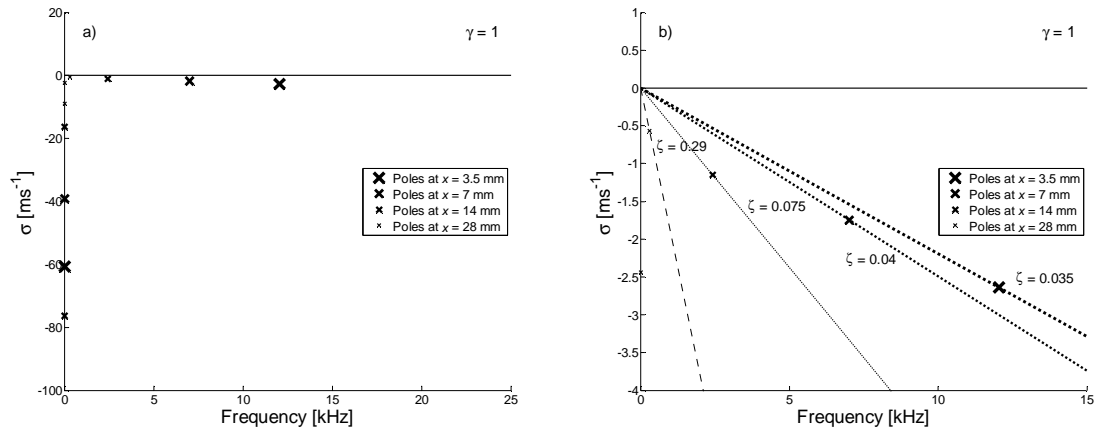 a)
γ = 1
20
0
-20
-40
-60
-80
-100
σ [ms⁻¹]
0 5 10 15 20 25
Frequency [kHz]
Poles at x = 3.5 mm
Poles at x = 7 mm
Poles at x = 14 mm
Poles at x = 28 mm
b)
γ = 1
1
0.5
0
-0.5
-1
-1.5
-2
-2.5
-3
-3.5
-4
σ [ms⁻¹]
ζ = 0.29
ζ = 0.075
ζ = 0.04
ζ = 0.035
0 5 10 15
Frequency [kHz]
Poles at x = 3.5 mm
Poles at x = 7 mm
Poles at x = 14 mm
Poles at x = 28 mm